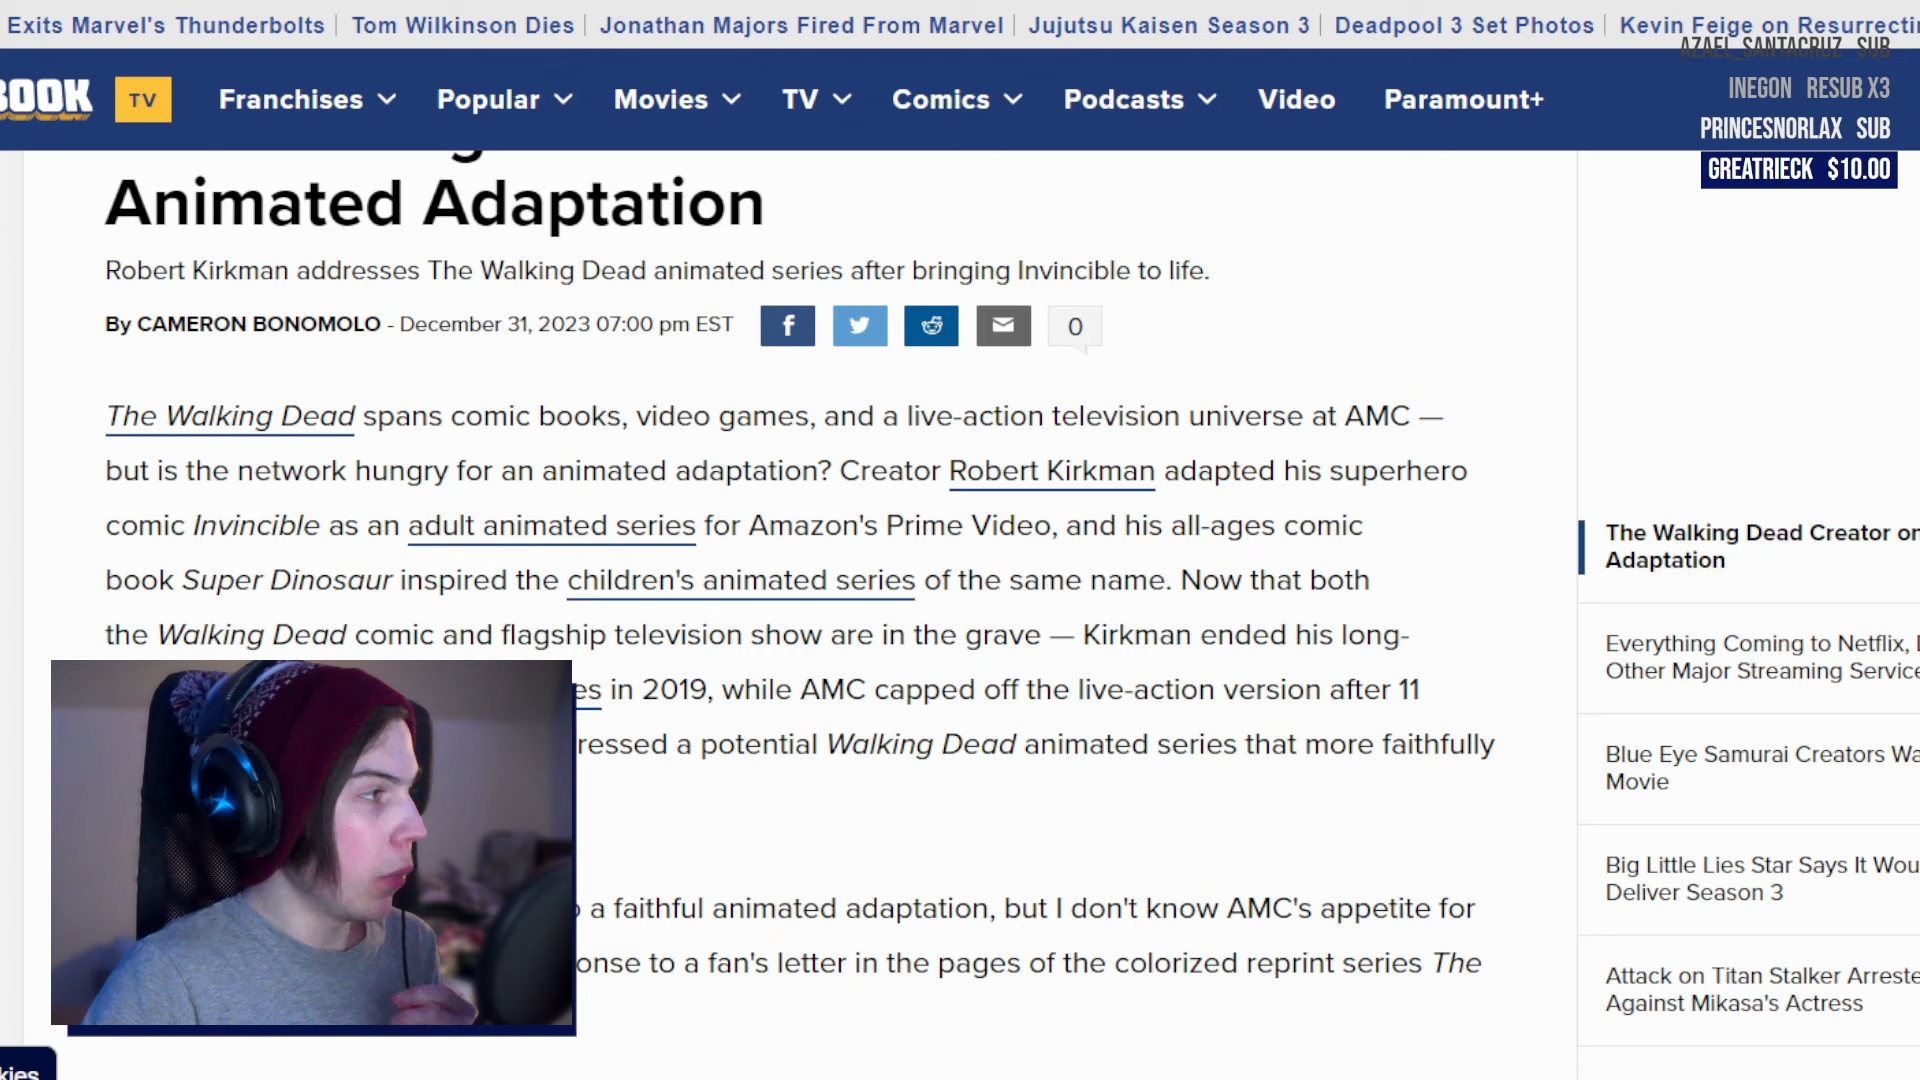 Exits Marvel's Thunderbolts | Tom Wilkinson Dies | Jonathan Majors Fired From Marvel | Jujutsu Kaisen Season 3 | Deadpool 3 Set Photos | Kevin Feige on Resurrecti
AZAEL_SANTACRUZ SUB
INEGON RESUB X3
PRINCESNORLAX SUB
GREATRIECK $10.00
BOOK TV Franchises Popular Movies TV Comics Podcasts Video Paramount+
Animated Adaptation
Robert Kirkman addresses The Walking Dead animated series after bringing Invincible to life.
By CAMERON BONOMOLO - December 31, 2023 07:00 pm EST f 0
The Walking Dead spans comic books, video games, and a live-action television universe at AMC —
but is the network hungry for an animated adaptation? Creator Robert Kirkman adapted his superhero
comic Invincible as an adult animated series for Amazon's Prime Video, and his all-ages comic
book Super Dinosaur inspired the children's animated series of the same name. Now that both
the Walking Dead comic and flagship television show are in the grave — Kirkman ended his long-
es in 2019, while AMC capped off the live-action version after 11
ressed a potential Walking Dead animated series that more faithfully
a faithful animated adaptation, but I don't know AMC's appetite for
onse to a fan's letter in the pages of the colorized reprint series The
The Walking Dead Creator on
Adaptation
Everything Coming to Netflix,
Other Major Streaming Service
Blue Eye Samurai Creators Wa
Movie
Big Little Lies Star Says It Wou
Deliver Season 3
Attack on Titan Stalker Arreste
Against Mikasa's Actress
kies